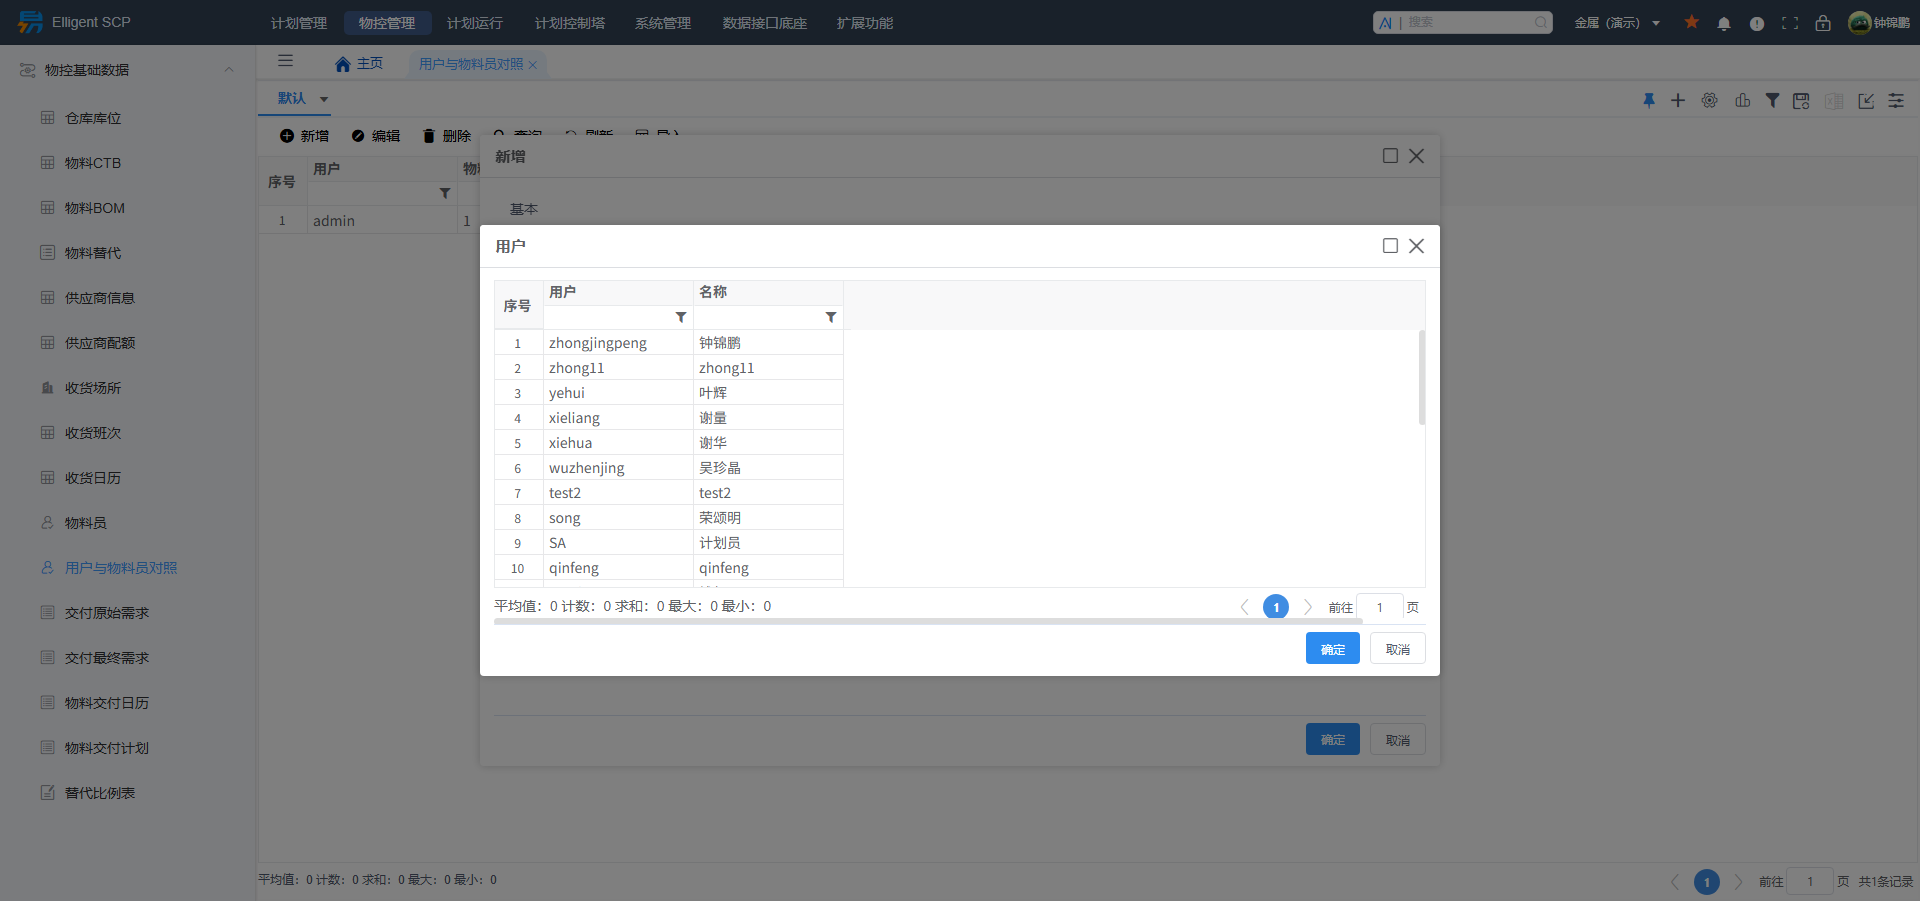 Elligent SCP 计划管理 物控管理 计划运行 计划控制塔 系统管理 数据接口底座 扩展功能 AI | 搜索 金属（演示） 钟锦鹏
物控基础数据
仓库库位
物料CTB
物料BOM
物料替代
供应商信息
供应商配额
收货场所
收货班次
收货日历
物料员
用户与物料员对照
交付原始需求
交付最终需求
物料交付日历
物料交付计划
替代比例表
主页 用户与物料员对照
默认
新增 编辑 删除 查询 刷新 导入
序号 用户
1 admin 1
新增
基本
用户
序号 用户 名称
1 zhongjingpeng 钟锦鹏
2 zhong11 zhong11
3 yehui 叶辉
4 xieliang 谢量
5 xiehua 谢华
6 wuzhenjing 吴珍晶
7 test2 test2
8 song 荣颂明
9 SA 计划员
10 qinfeng qinfeng
平均值：0 计数：0 求和：0 最大：0 最小：0 1 前往 1 页
确定 取消
确定 取消
平均值：0 计数：0 求和：0 最大：0 最小：0 1 前往 1 页 共1条记录